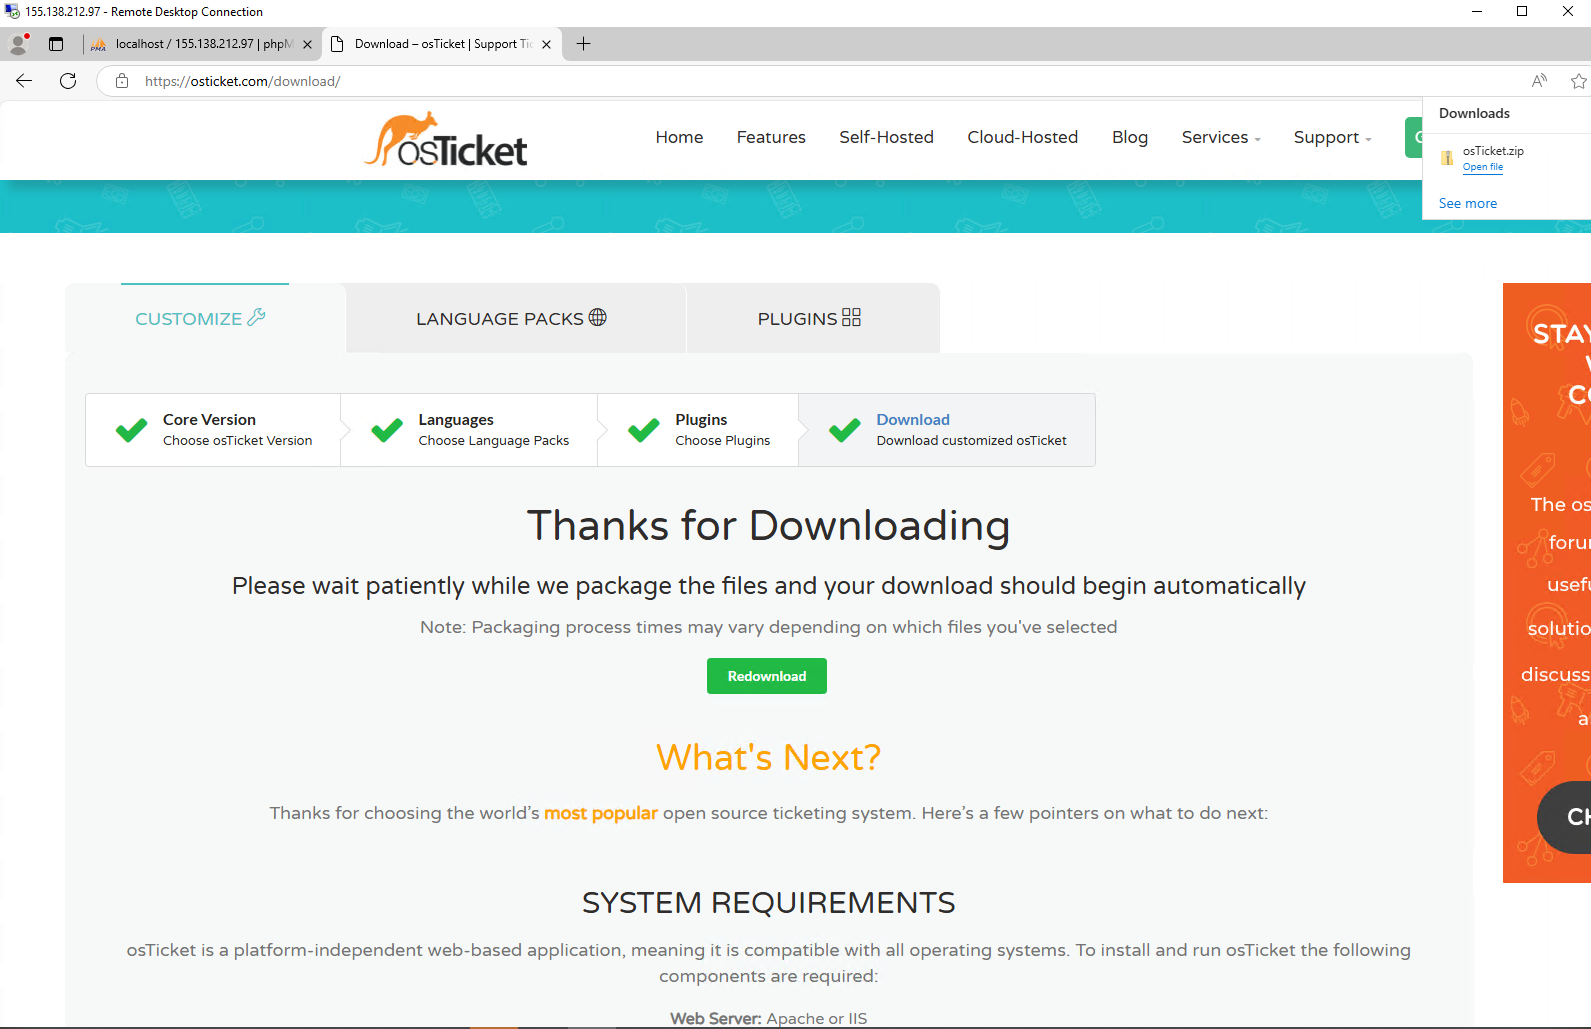 155.138.212.97 - Remote Desktop Connection
localhost / 155.138.212.97 | phpM
Download – osTicket | Support Tic
https://osticket.com/download/
osTicket
Home
Features
Self-Hosted
Cloud-Hosted
Blog
Services
Support
Downloads
osTicket.zip
Open file
See more
CUSTOMIZE
LANGUAGE PACKS
PLUGINS
Core Version
Choose osTicket Version
Languages
Choose Language Packs
Plugins
Choose Plugins
Download
Download customized osTicket
Thanks for Downloading
Please wait patiently while we package the files and your download should begin automatically
Note: Packaging process times may vary depending on which files you've selected
Redownload
What's Next?
Thanks for choosing the world’s most popular open source ticketing system. Here’s a few pointers on what to do next:
SYSTEM REQUIREMENTS
osTicket is a platform-independent web-based application, meaning it is compatible with all operating systems. To install and run osTicket the following
components are required:
Web Server: Apache or IIS
STAY
The os
forum
usefu
solutio
discuss